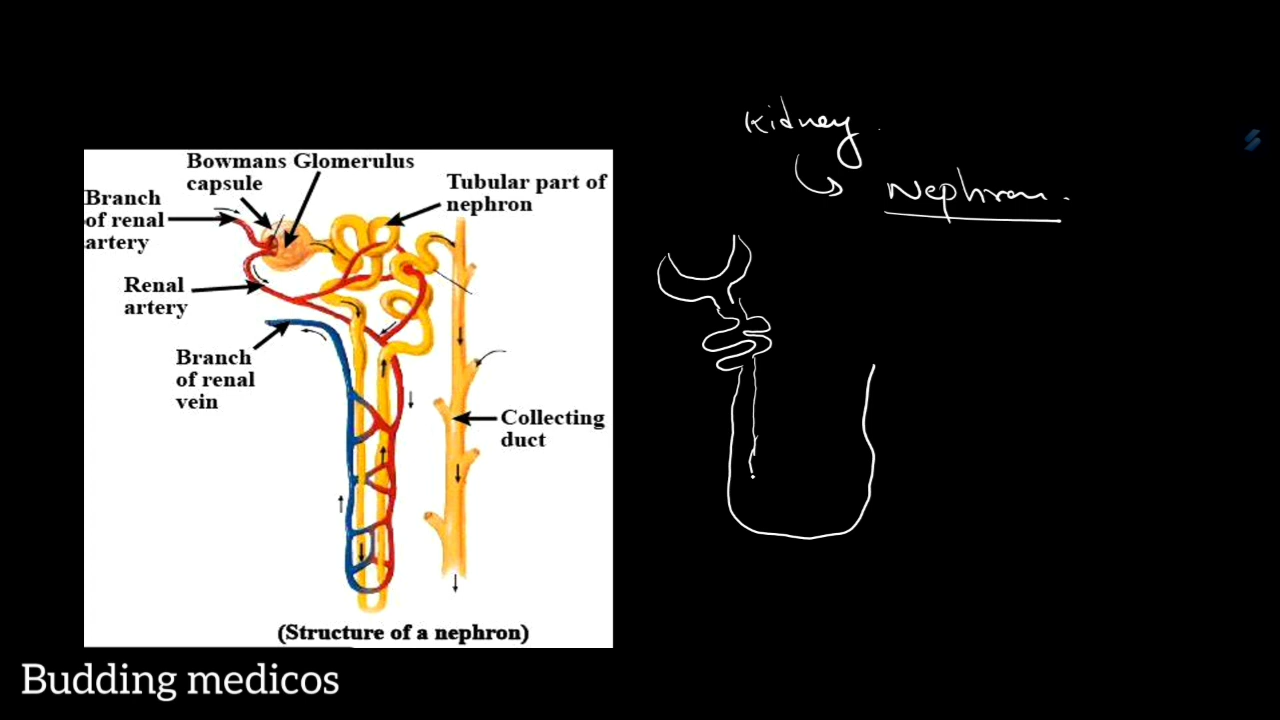 Kidney.
Nephron.
Bowmans Glomerulus
capsule
Tubular part of
nephron
Branch
of renal
artery
Renal
artery
Branch
of renal
vein
Collecting
duct
(Structure of a nephron)
Budding medicos